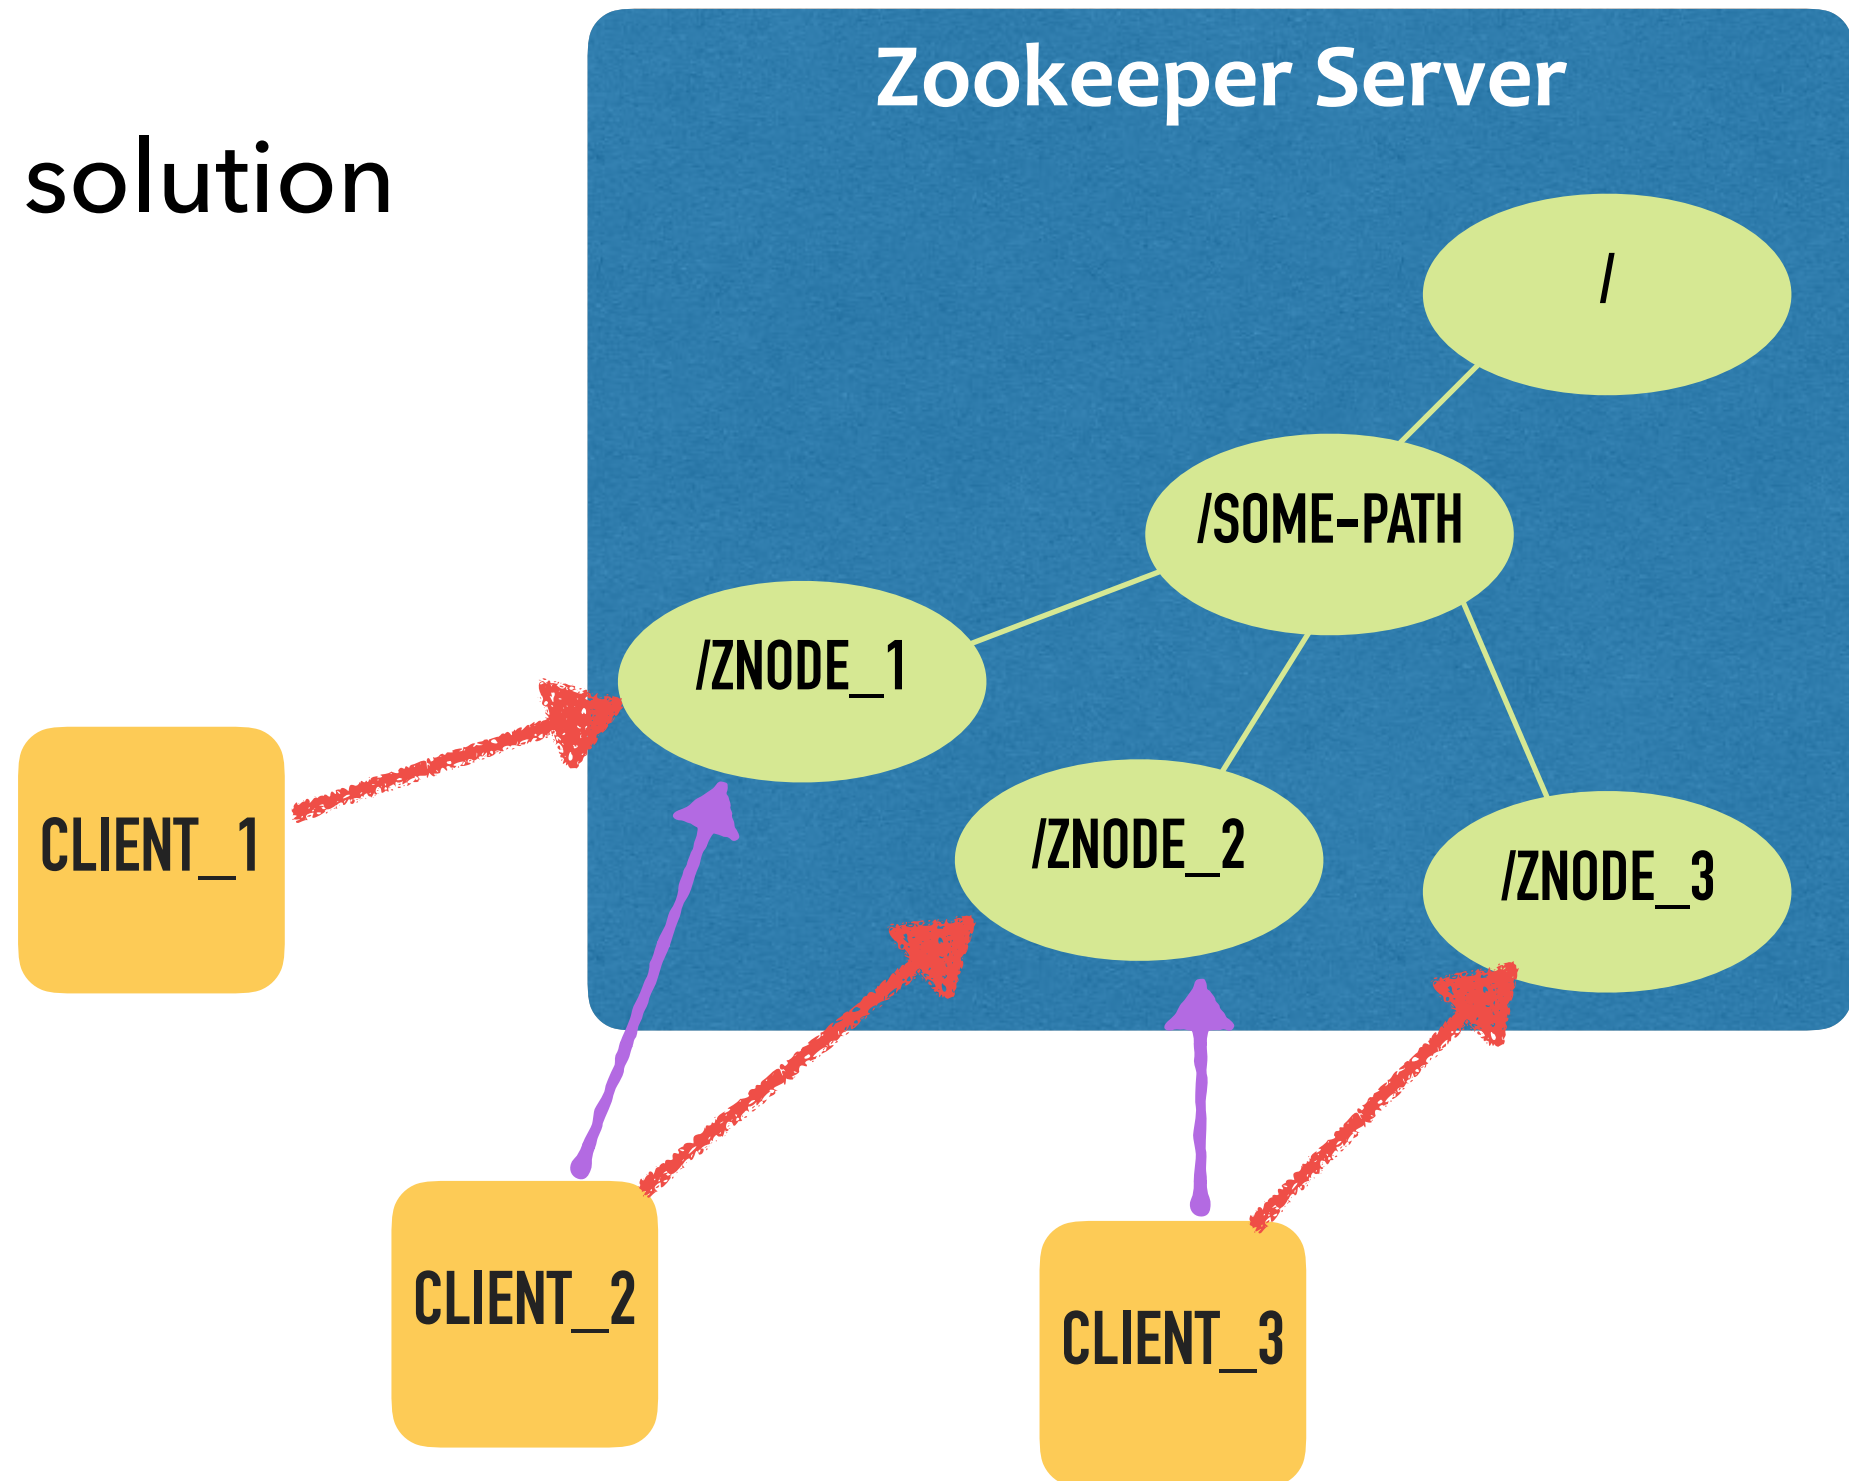 Zookeeper Server
solution
/
/SOME-PATH
/ZNODE_1
/ZNODE_2
/ZNODE_3
CLIENT_1
CLIENT_2
CLIENT_3